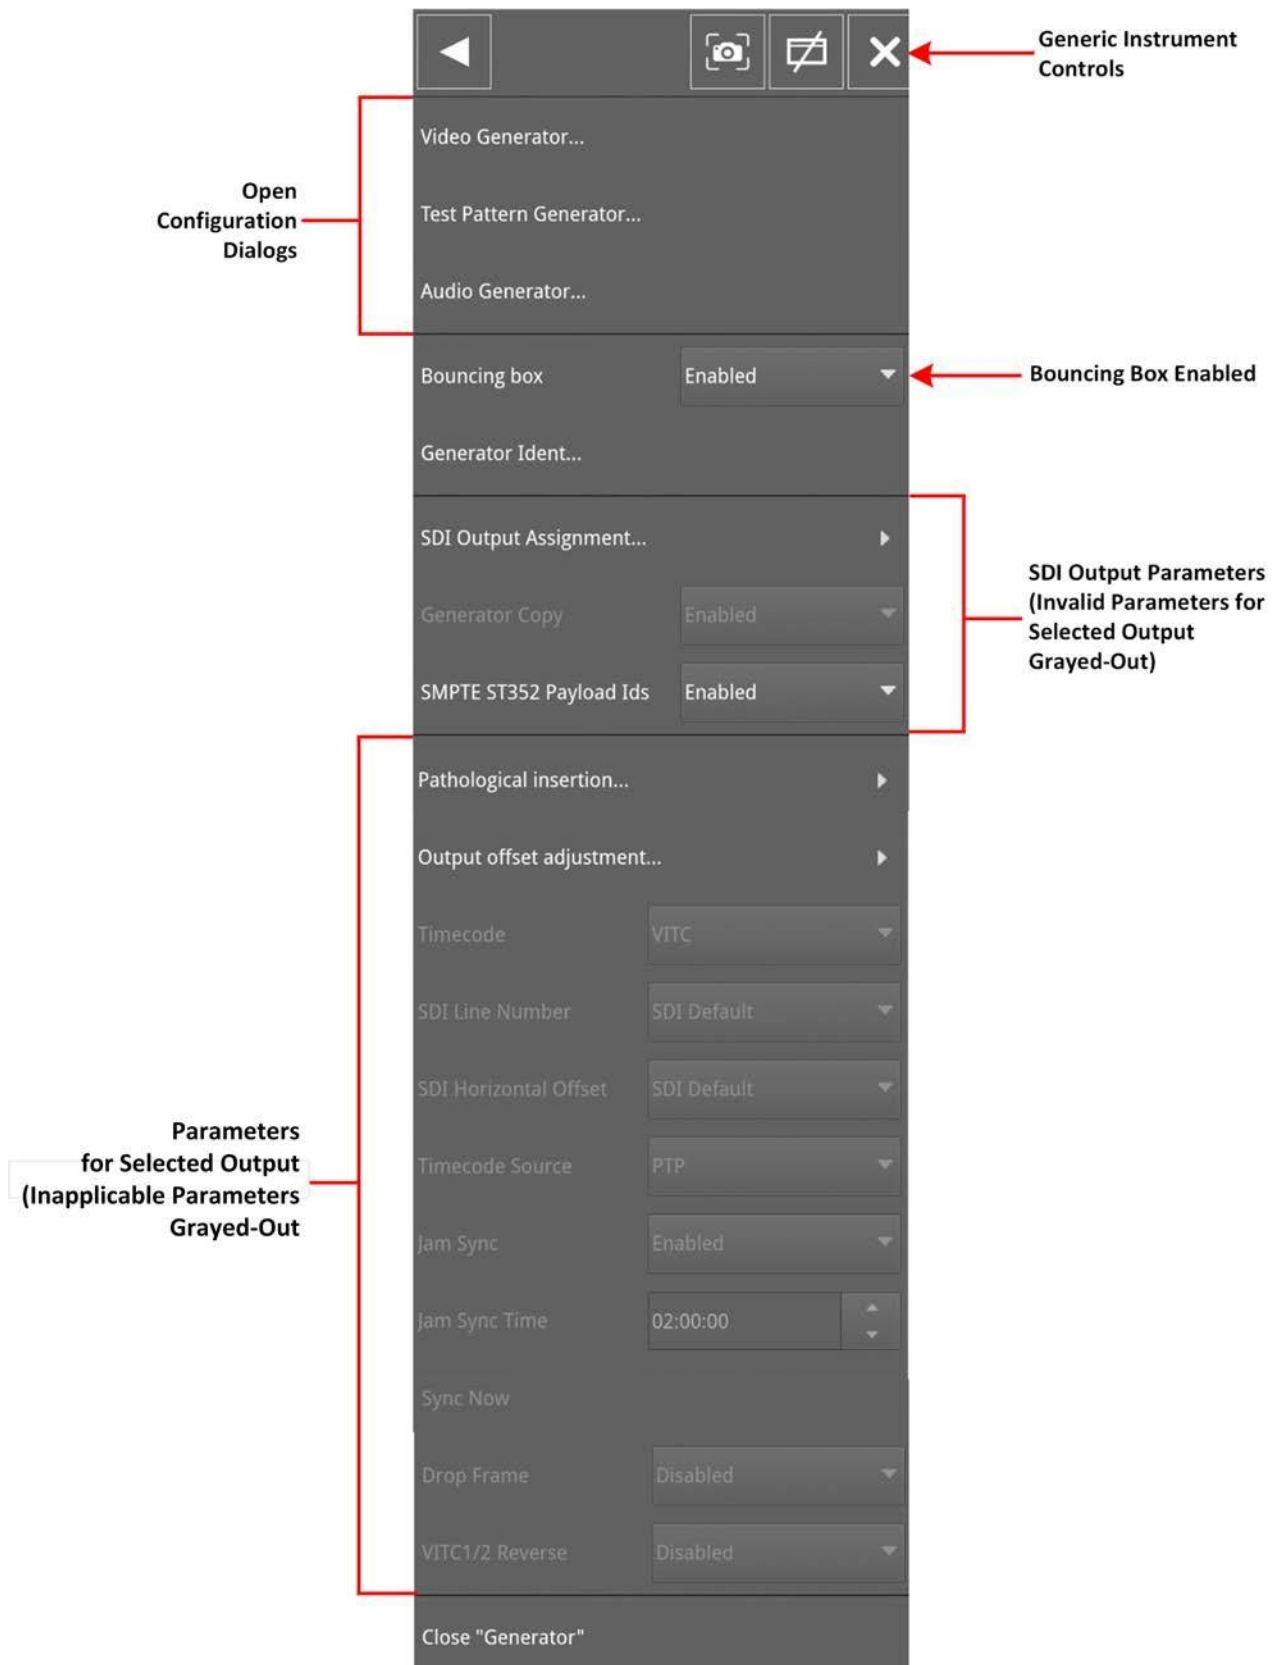 Generic Instrument
Controls
Video Generator...
Open
Configuration
Dialogs
Test Pattern Generator...
Audio Generator...
Bouncing box Enabled
Bouncing Box Enabled
Generator Ident...
SDI Output Assignment...
Generator Copy Enabled
SMPTE ST352 Payload Ids Enabled
SDI Output Parameters
(Invalid Parameters for
Selected Output
Grayed-Out)
Pathological insertion...
Output offset adjustment...
Timecode VITC
SDI Line Number SDI Default
SDI Horizontal Offset SDI Default
Timecode Source PTP
Parameters
for Selected Output
(Inapplicable Parameters
Grayed-Out
Jam Sync Enabled
Jam Sync Time 02:00:00
Sync Now
Drop Frame Disabled
VITC1/2 Reverse Disabled
Close "Generator"